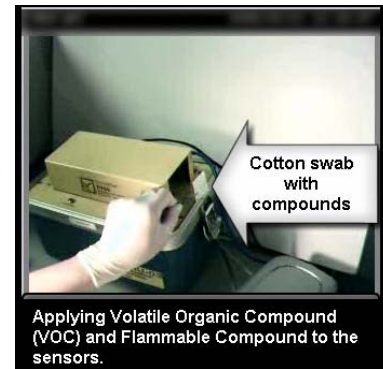 Cotton swab
with
compounds
Applying Volatile Organic Compound
(VOC) and Flammable Compound to the
sensors.